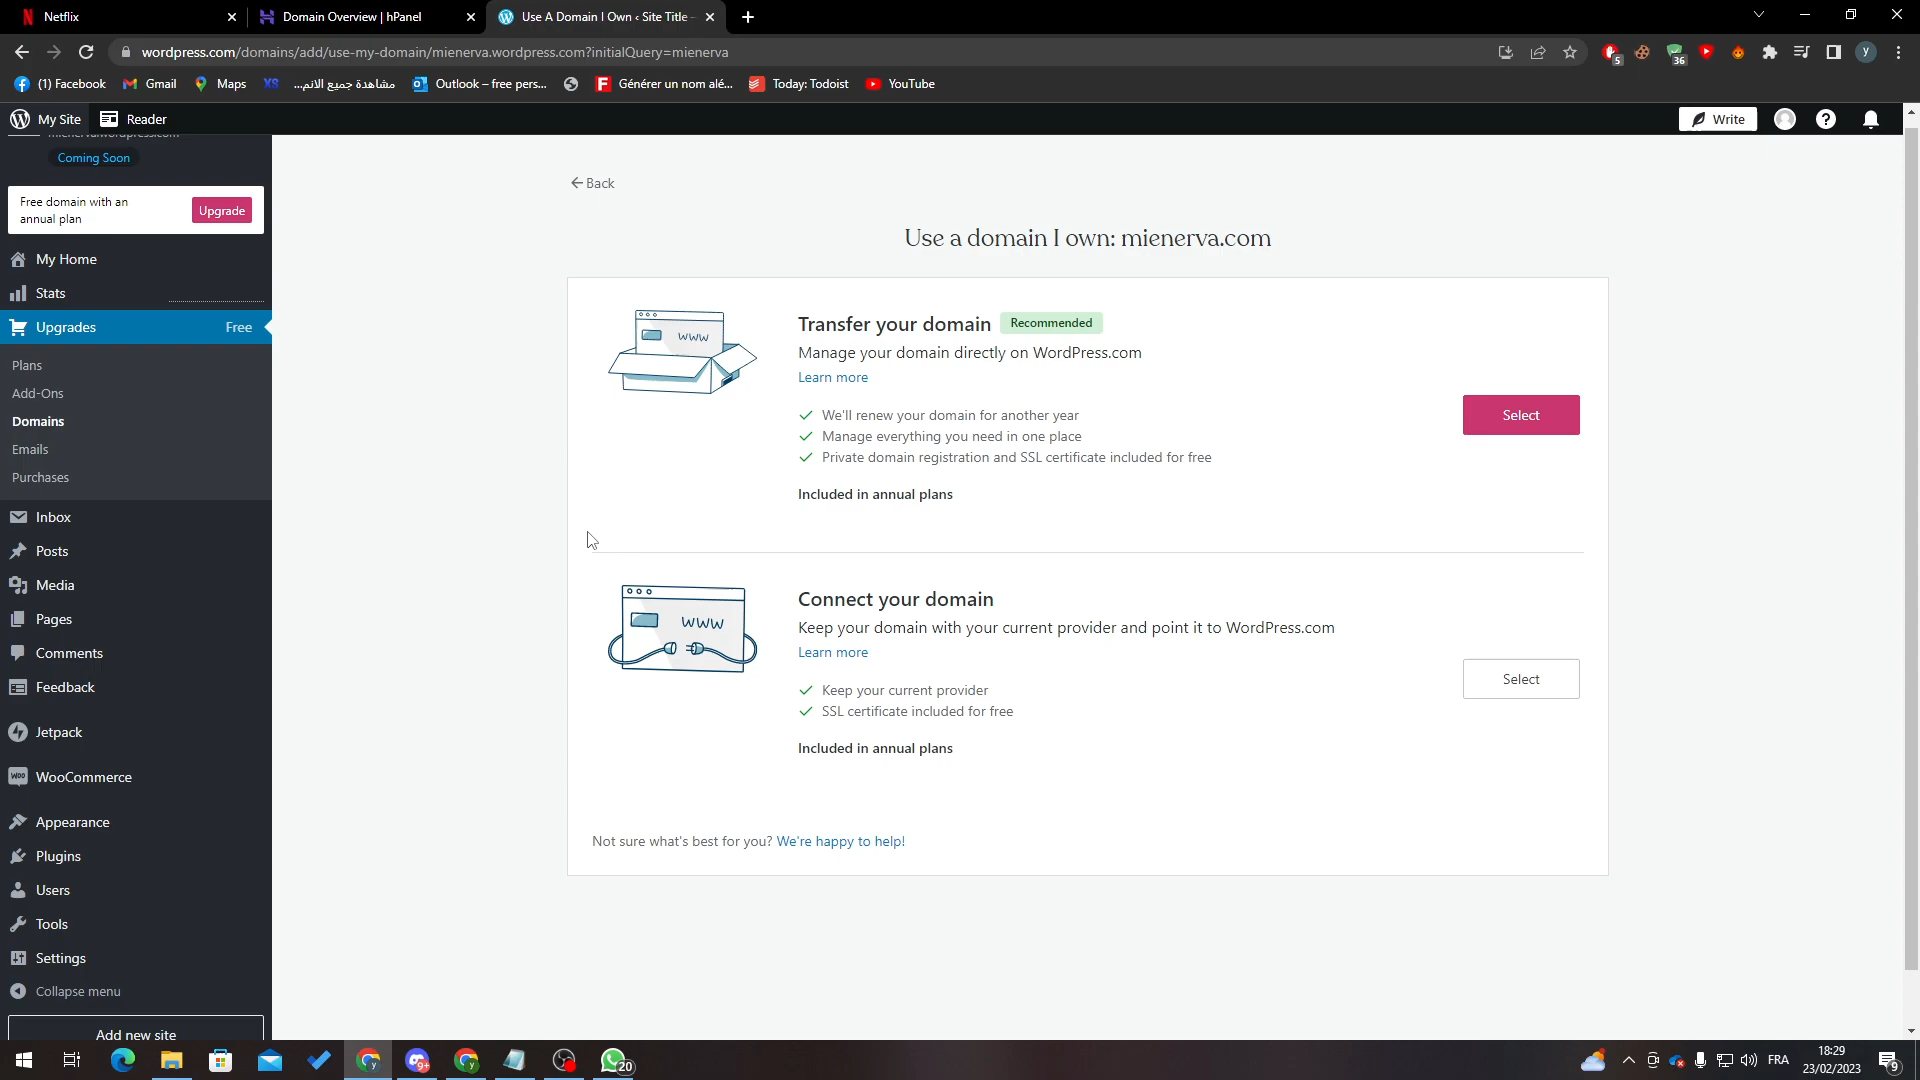 Netflix
Domain Overview | hPanel
Use A Domain I Own ‹ Site Title –
wordpress.com/domains/add/use-my-domain/mienerva.wordpress.com?initialQuery=mienerva
5
36
y
(1) Facebook
Gmail
Maps
XS
مشاهدة جميع الانم...
Outlook – free pers...
Générer un nom alé...
Today: Todoist
YouTube
My Site
Reader
Write
Coming Soon
Free domain with an
annual plan
Upgrade
My Home
Stats
Upgrades
Free
Plans
Add-Ons
Domains
Emails
Purchases
Inbox
Posts
Media
Pages
Comments
Feedback
Jetpack
WooCommerce
Appearance
Plugins
Users
Tools
Settings
Collapse menu
Add new site
Back
Use a domain I own: mienerva.com
WWW
Transfer your domain
Recommended
Manage your domain directly on WordPress.com
Learn more
We'll renew your domain for another year
Manage everything you need in one place
Private domain registration and SSL certificate included for free
Included in annual plans
Select
WWW
Connect your domain
Keep your domain with your current provider and point it to WordPress.com
Learn more
Keep your current provider
SSL certificate included for free
Included in annual plans
Select
Not sure what's best for you? We're happy to help!
9+
20
FRA
18:29
23/02/2023
9